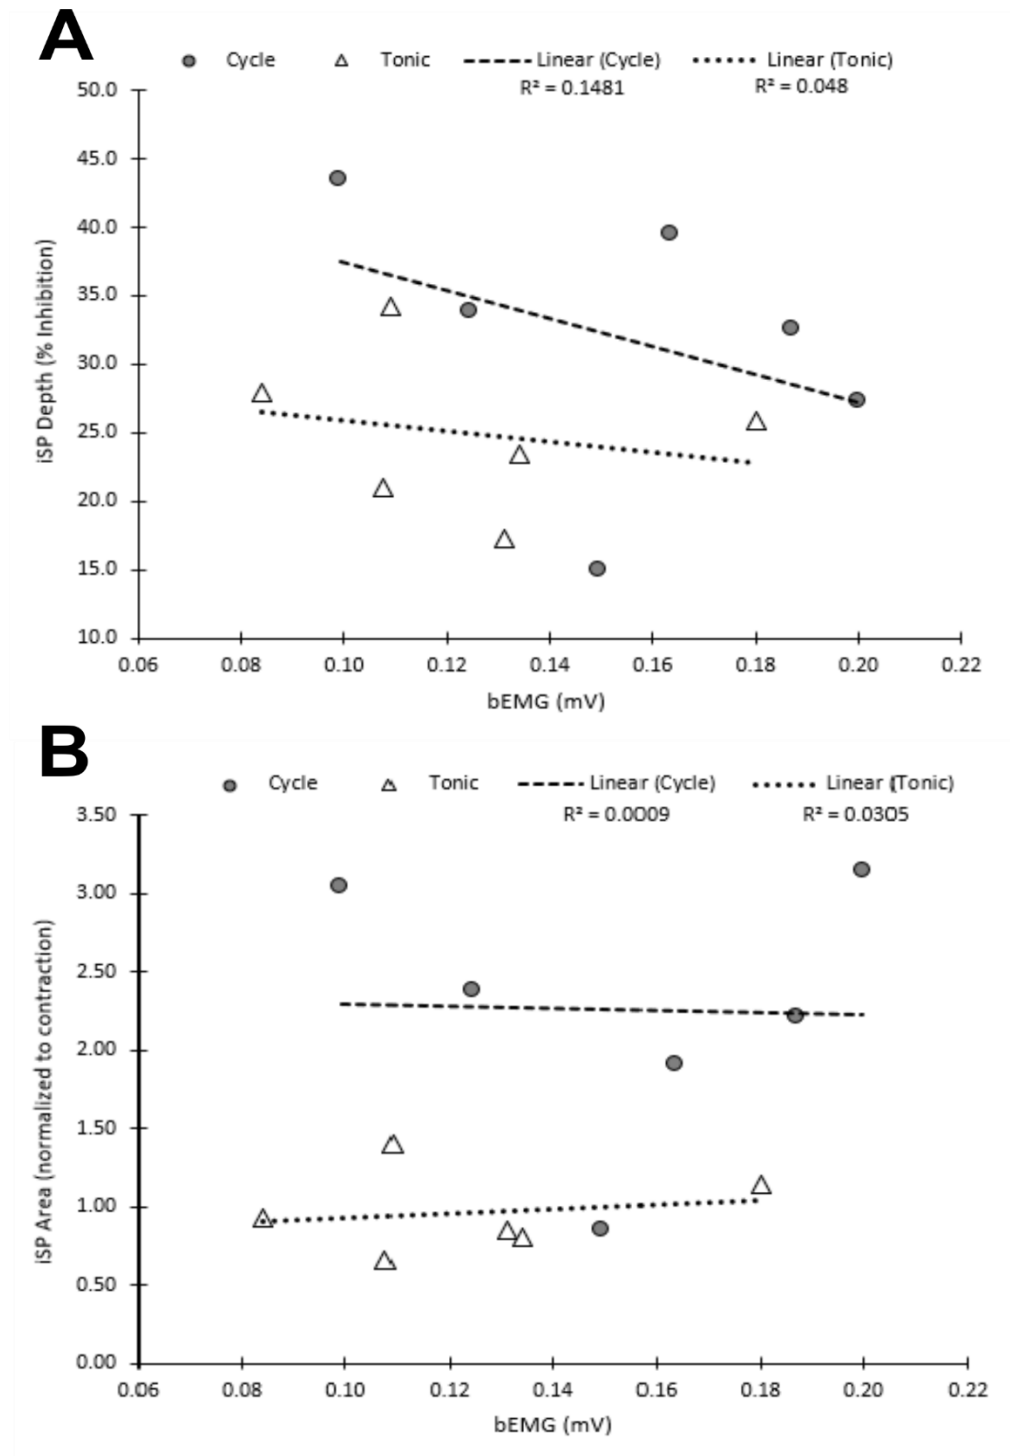 A
Cycle Tonic Linear (Cycle) Linear (Tonic)
R² = 0.1481 R² = 0.048
50.0
45.0
40.0
35.0
30.0
25.0
20.0
15.0
10.0
iSP Depth (% Inhibition)
0.06 0.08 0.10 0.12 0.14 0.16 0.18 0.20 0.22
bEMG (mV)
B
Cycle Tonic Linear (Cycle) Linear (Tonic)
R² = 0.0009 R² = 0.0305
3.50
3.00
2.50
2.00
1.50
1.00
0.50
0.00
iSP Area (normalized to contraction)
0.06 0.08 0.10 0.12 0.14 0.16 0.18 0.20 0.22
bEMG (mV)